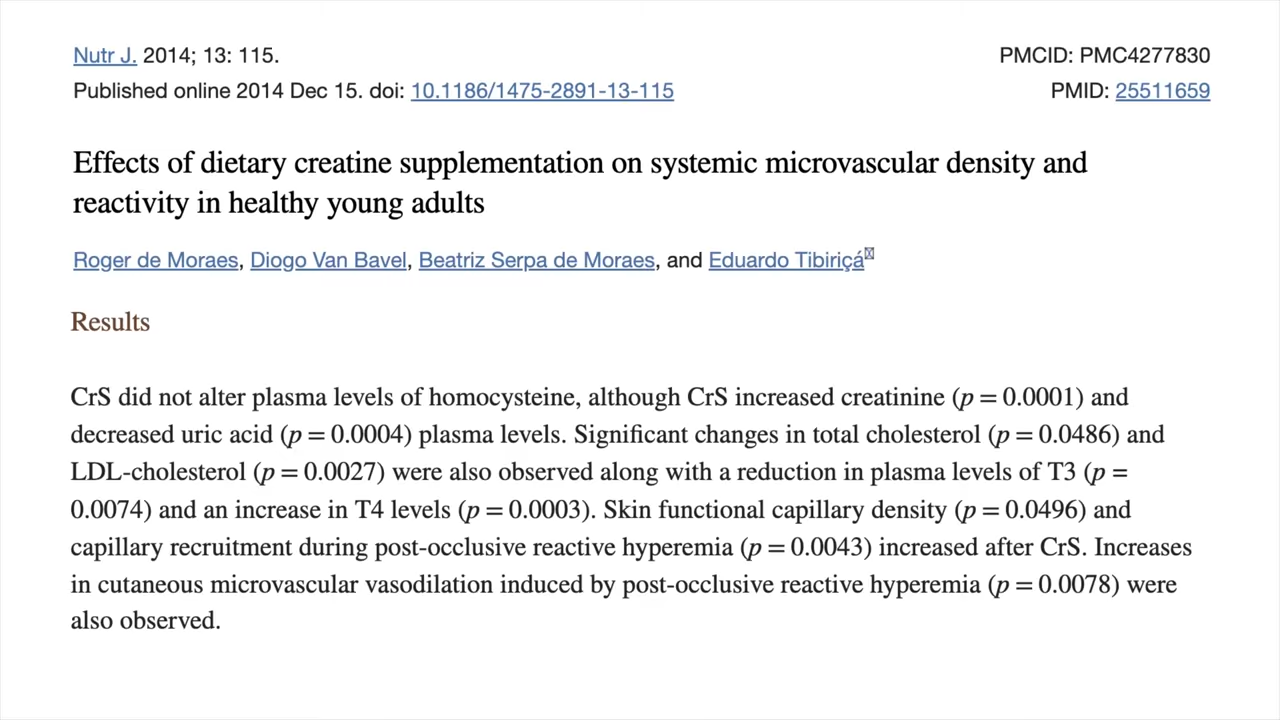 Nutr J. 2014; 13: 115.
PMCID: PMC4277830
Published online 2014 Dec 15. doi: 10.1186/1475-2891-13-115
PMID: 25511659
Effects of dietary creatine supplementation on systemic microvascular density and
reactivity in healthy young adults
Roger de Moraes, Diogo Van Bavel, Beatriz Serpa de Moraes, and Eduardo Tibiriçá
Results
CrS did not alter plasma levels of homocysteine, although CrS increased creatinine (p = 0.0001) and
decreased uric acid (p = 0.0004) plasma levels. Significant changes in total cholesterol (p = 0.0486) and
LDL-cholesterol (p = 0.0027) were also observed along with a reduction in plasma levels of T3 (p =
0.0074) and an increase in T4 levels (p = 0.0003). Skin functional capillary density (p = 0.0496) and
capillary recruitment during post-occlusive reactive hyperemia (p = 0.0043) increased after CrS. Increases
in cutaneous microvascular vasodilation induced by post-occlusive reactive hyperemia (p = 0.0078) were
also observed.